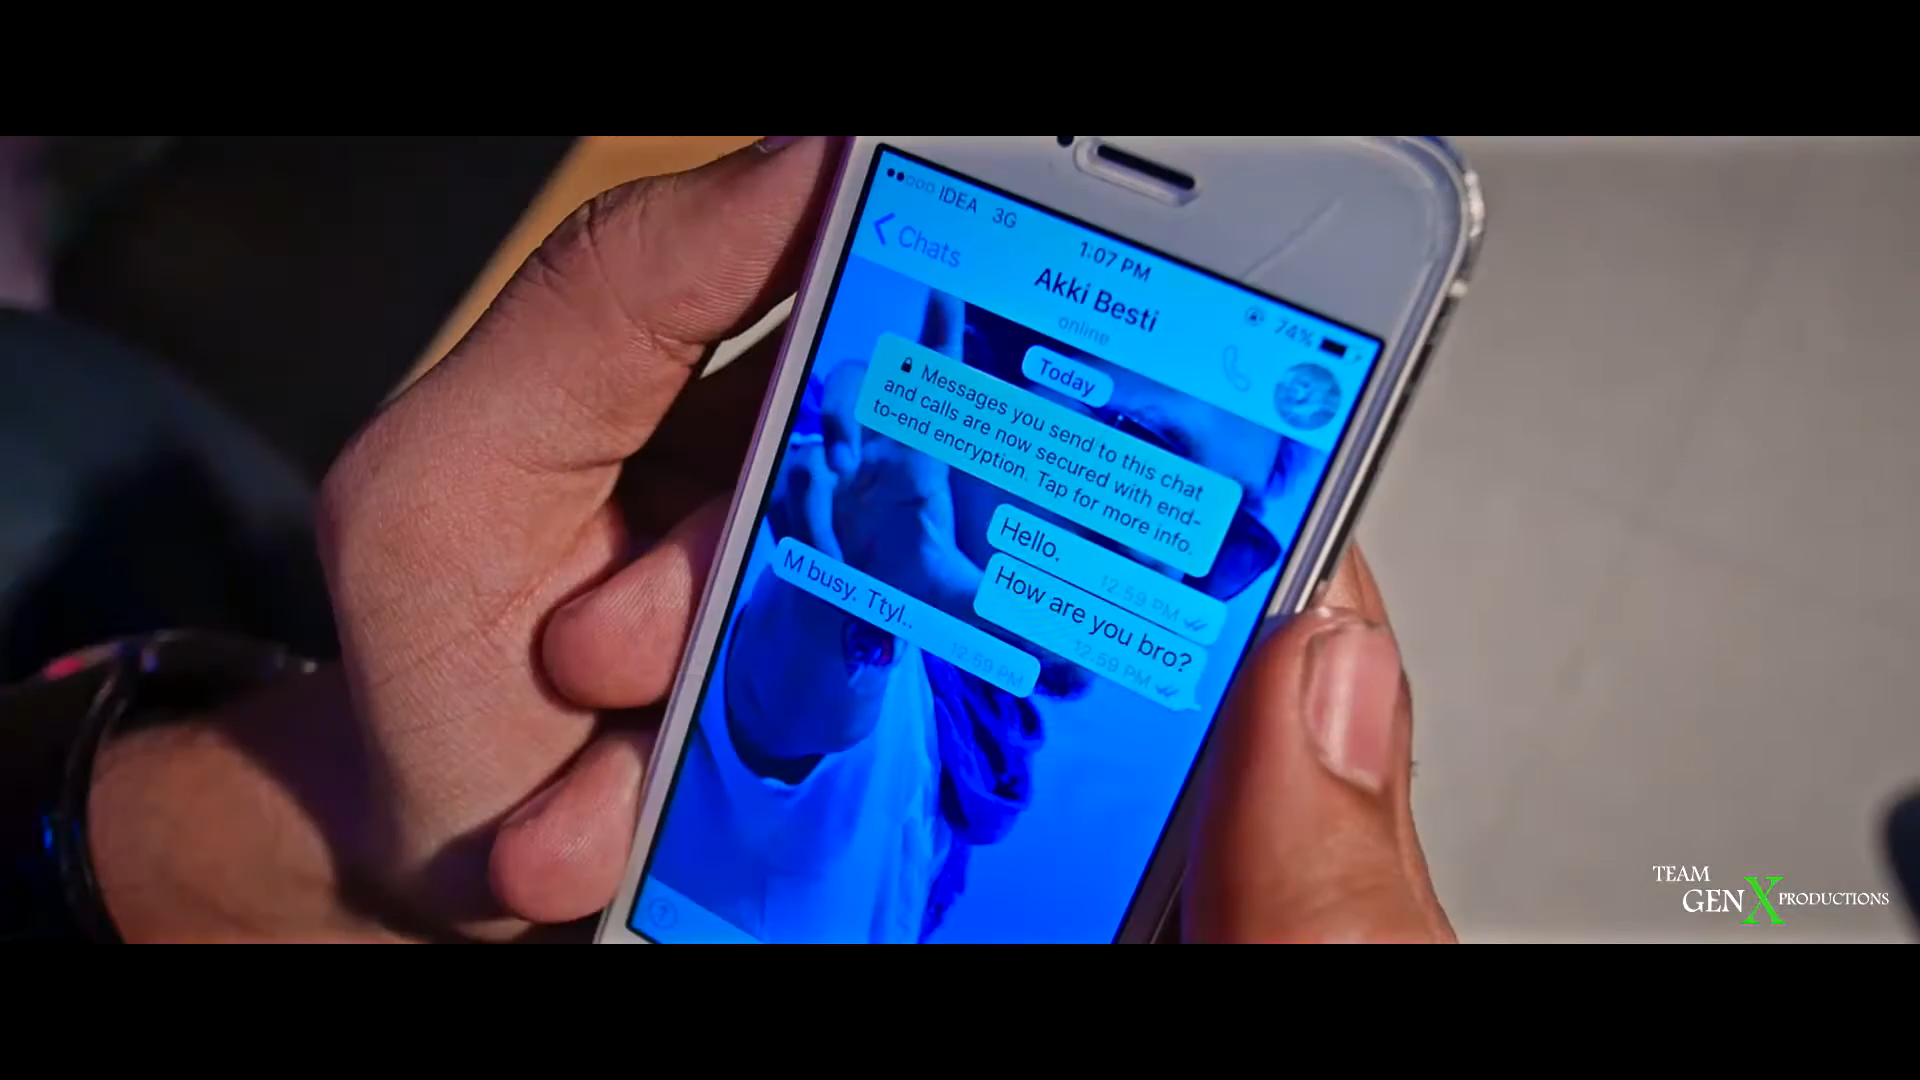 IDEA 3G
1:07 PM
74%
Chats
Akki Besti
online
Today
Messages you send to this chat
and calls are now secured with end-
to-end encryption. Tap for more info.
Hello.
12:59 PM
How are you bro?
12:59 PM
M busy. Ttyl..
12:59 PM
?
TEAM
GENX PRODUCTIONS